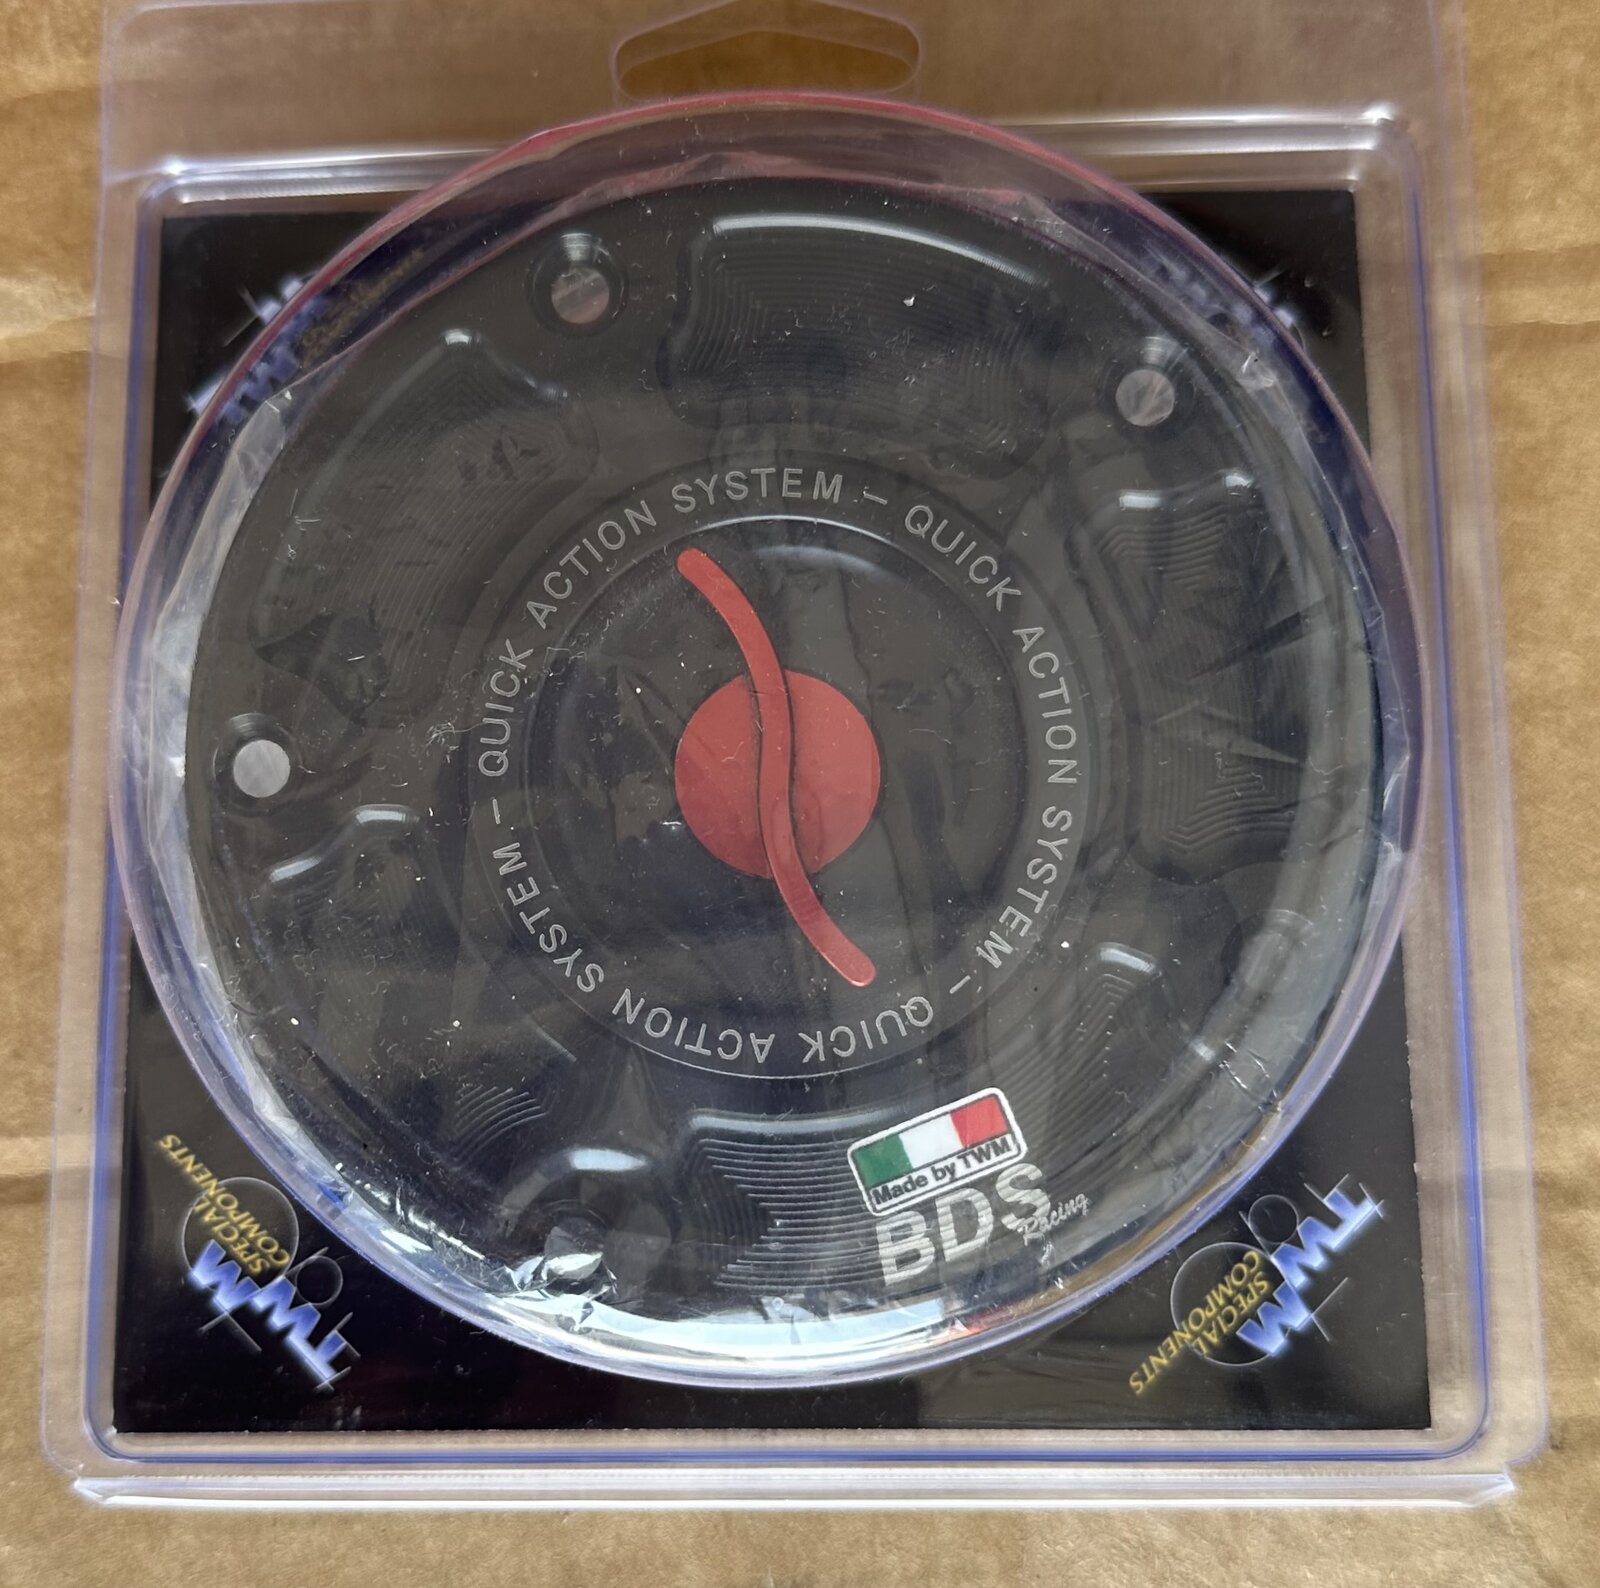 QUICK ACTION SYSTEM – QUICK ACTION SYSTEM – QUICK ACTION SYSTEM –
Made by TWM
BDS
Racing
TWM
SPECIAL
COMPONENTS
TWM
SPECIAL
COMPONENTS